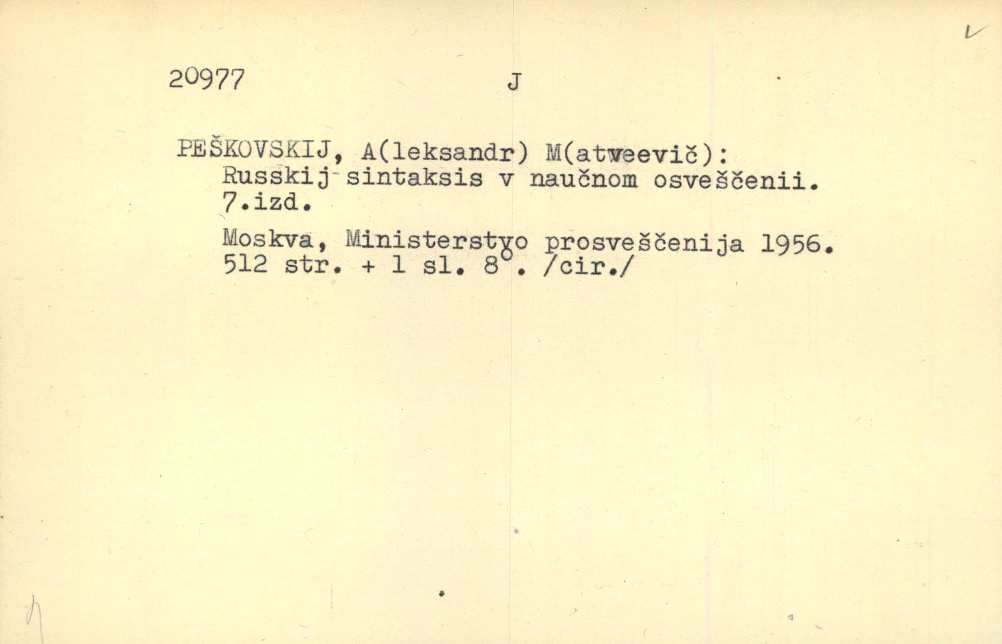 20977 J
PEŠKOVSKIJ, A(leksandr) M(atveevič):
Russkij sintaksis v naučnom osveščenii.
7.izd.
Moskva, Ministerstvo prosveščenija 1956.
512 str. + 1 sl. 8°. /cir./